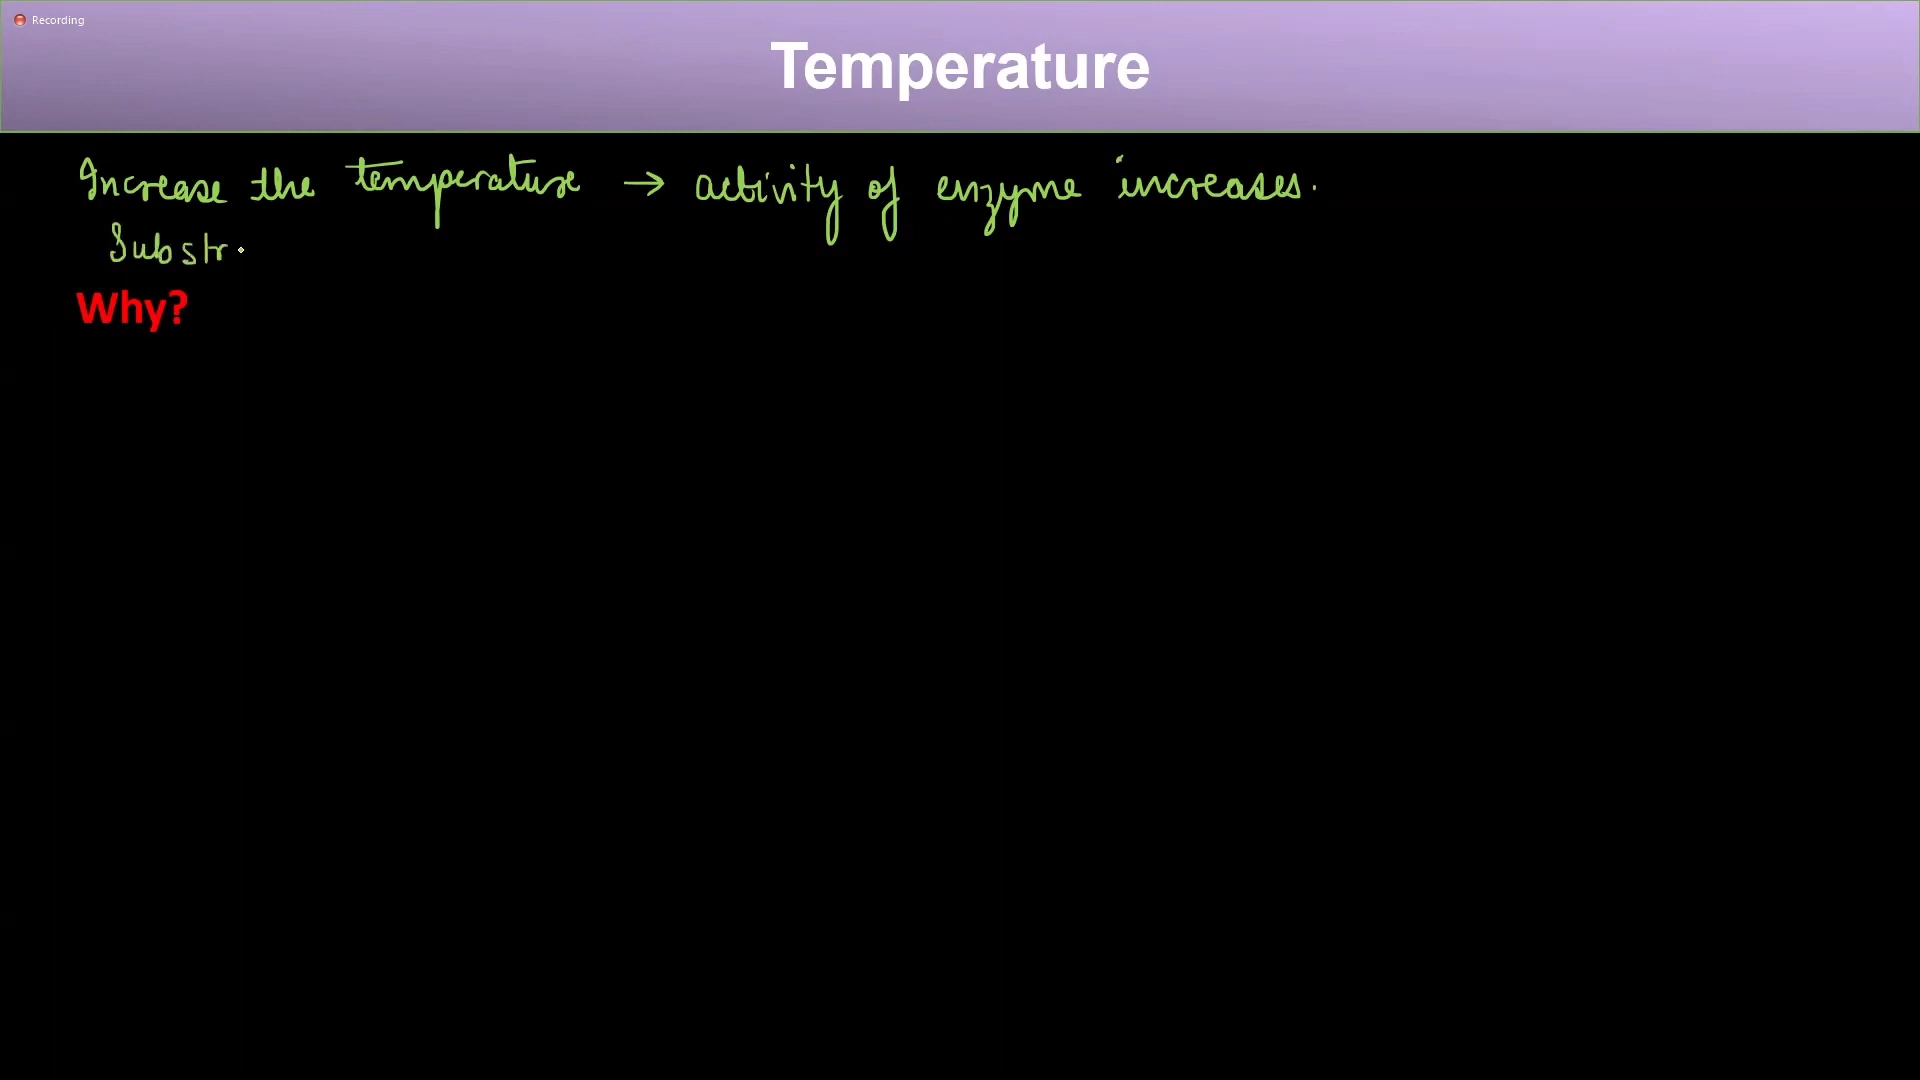 Recording
Temperature
Increase the temperature → activity of enzyme increases.
Substr
Why?